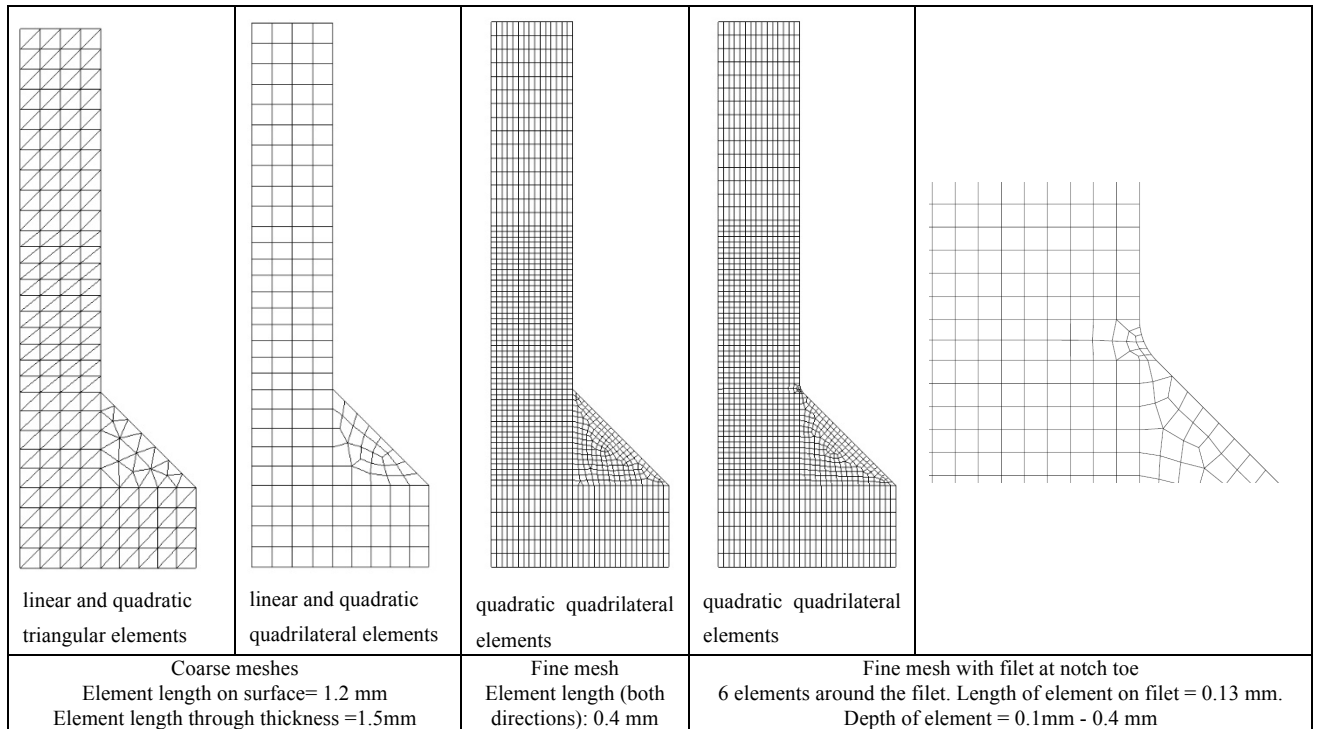 linear and quadratic
triangular elements
linear and quadratic
quadrilateral elements
quadratic quadrilateral
elements
quadratic quadrilateral
elements
Coarse meshes
Element length on surface= 1.2 mm
Element length through thickness =1.5mm
Fine mesh
Element length (both
directions): 0.4 mm
Fine mesh with filet at notch toe
6 elements around the filet. Length of element on filet = 0.13 mm.
Depth of element = 0.1mm - 0.4 mm